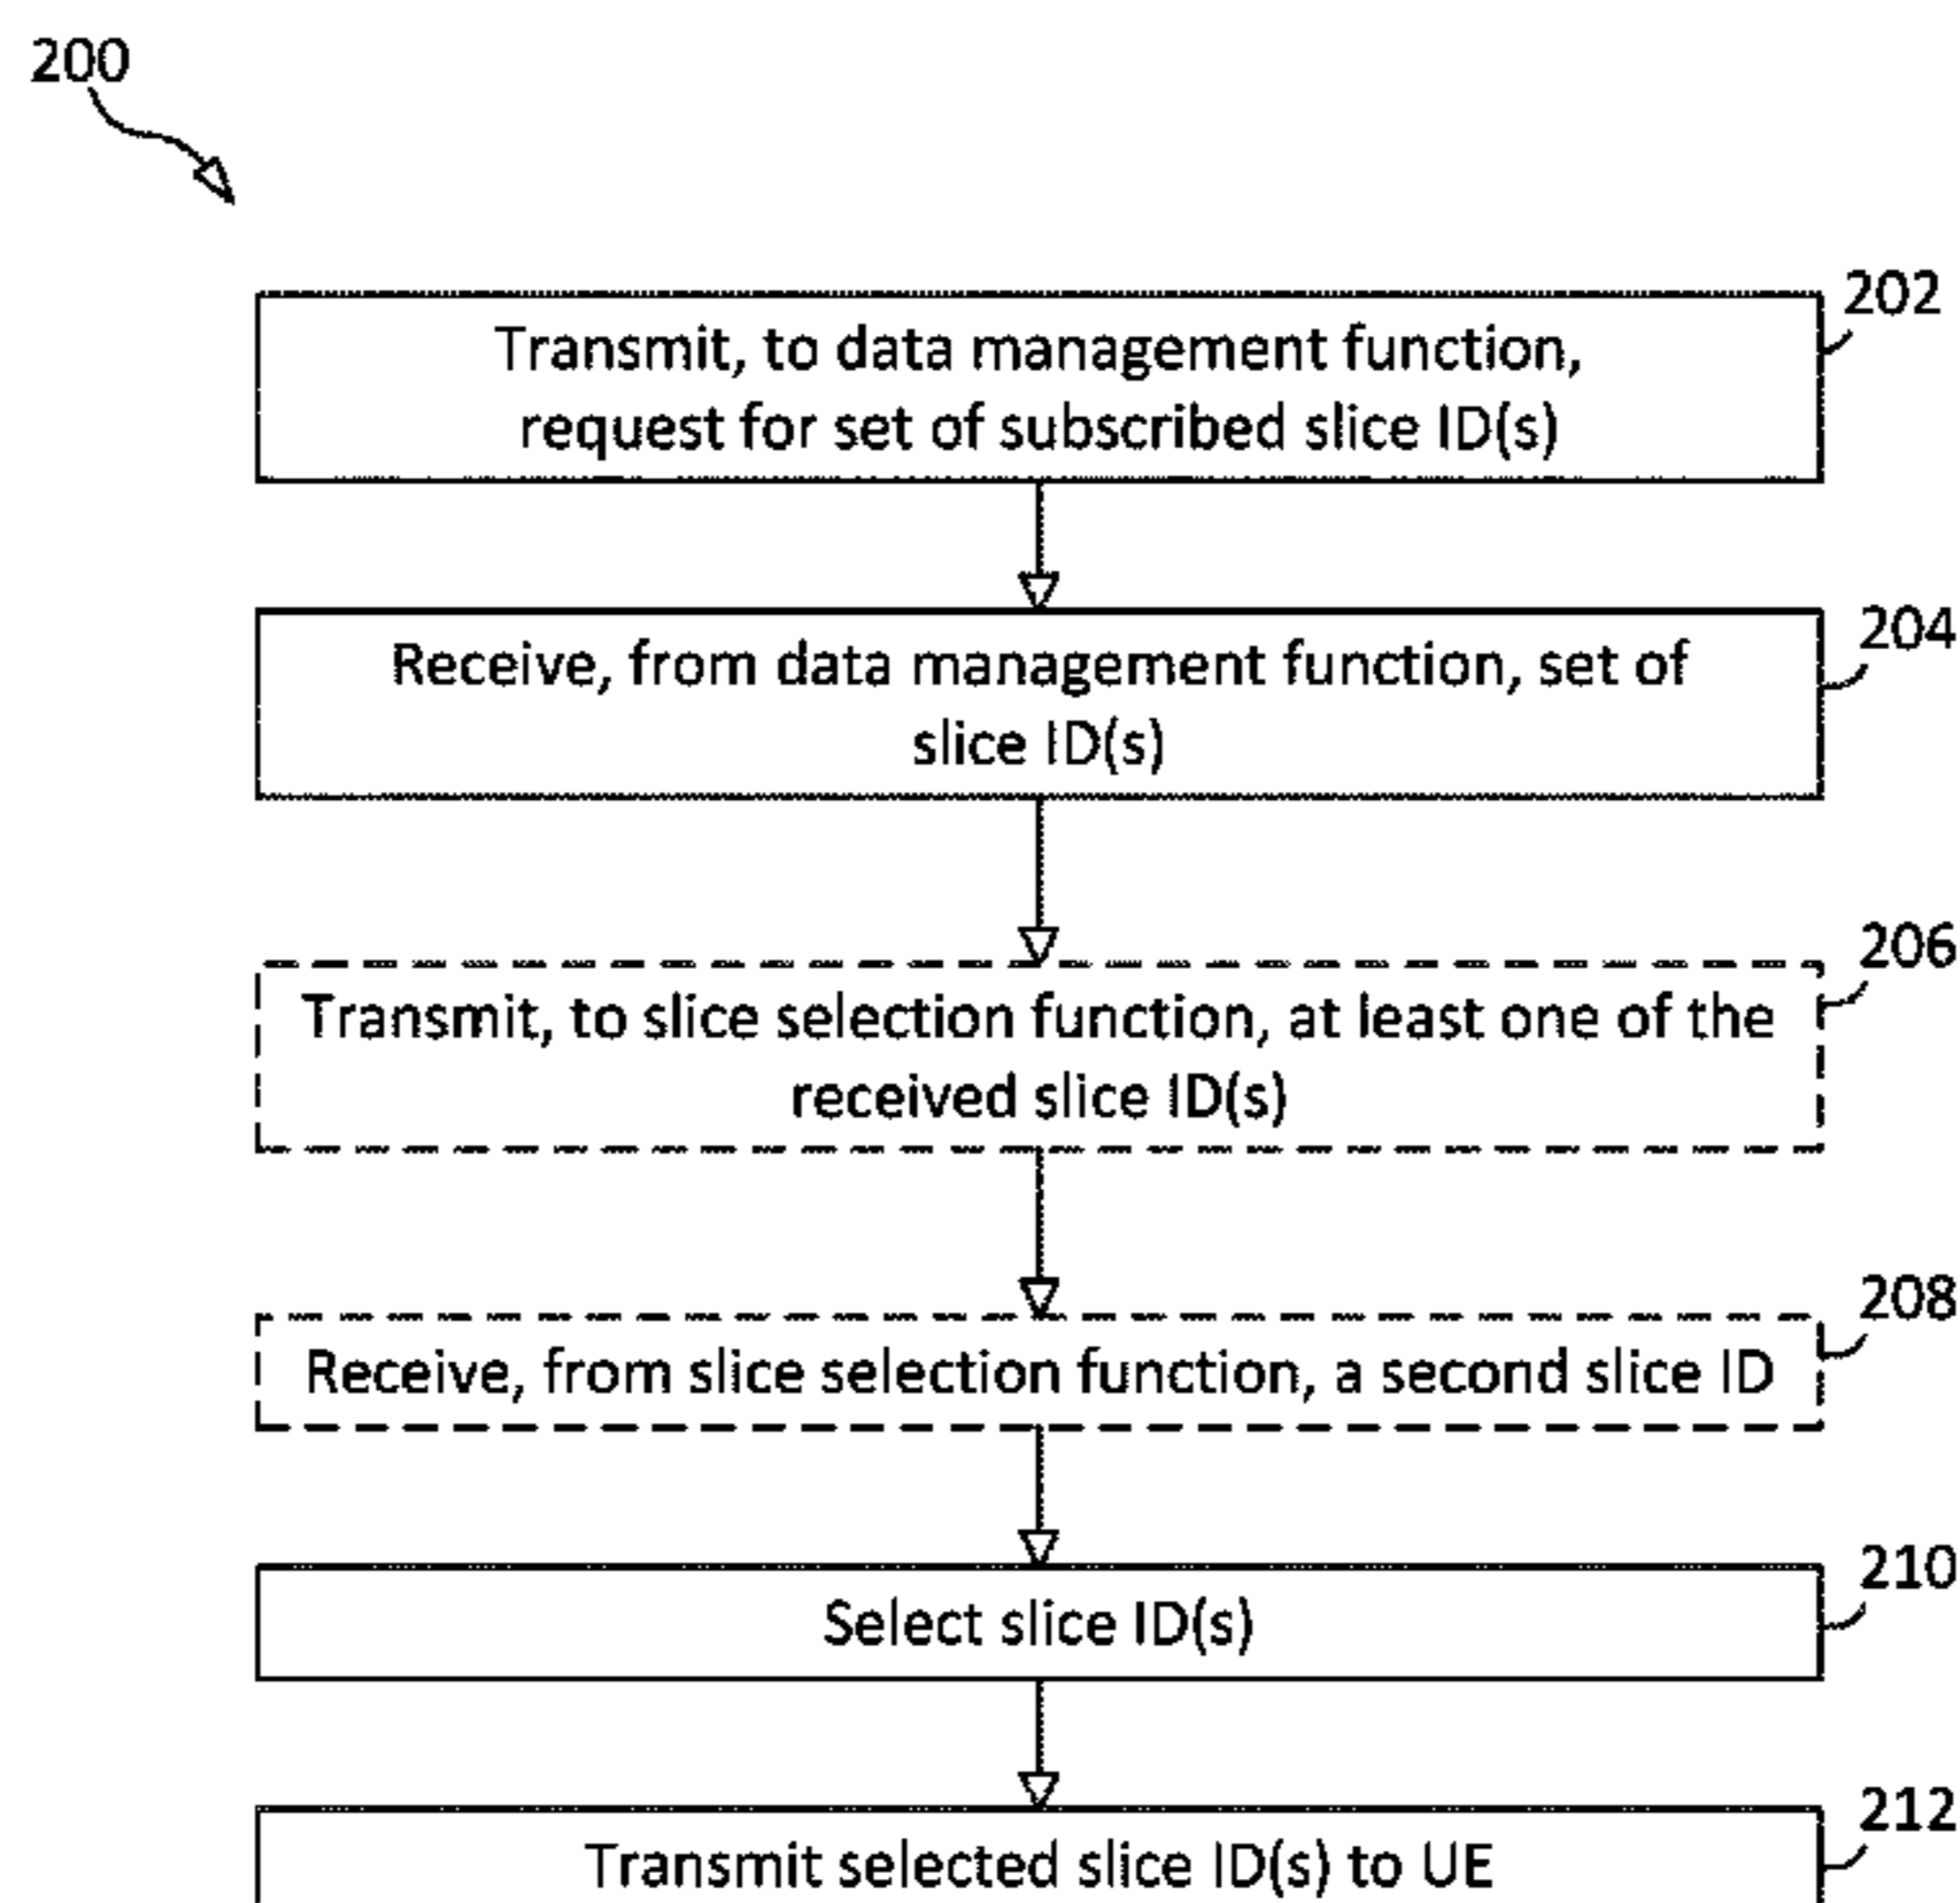 200
202
Transmit, to data management function,
request for set of subscribed slice ID(s)
204
Receive, from data management function, set of
slice ID(s)
206
Transmit, to slice selection function, at least one of the
received slice ID(s)
208
Receive, from slice selection function, a second slice ID
210
Select slice ID(s)
212
Transmit selected slice ID(s) to UE